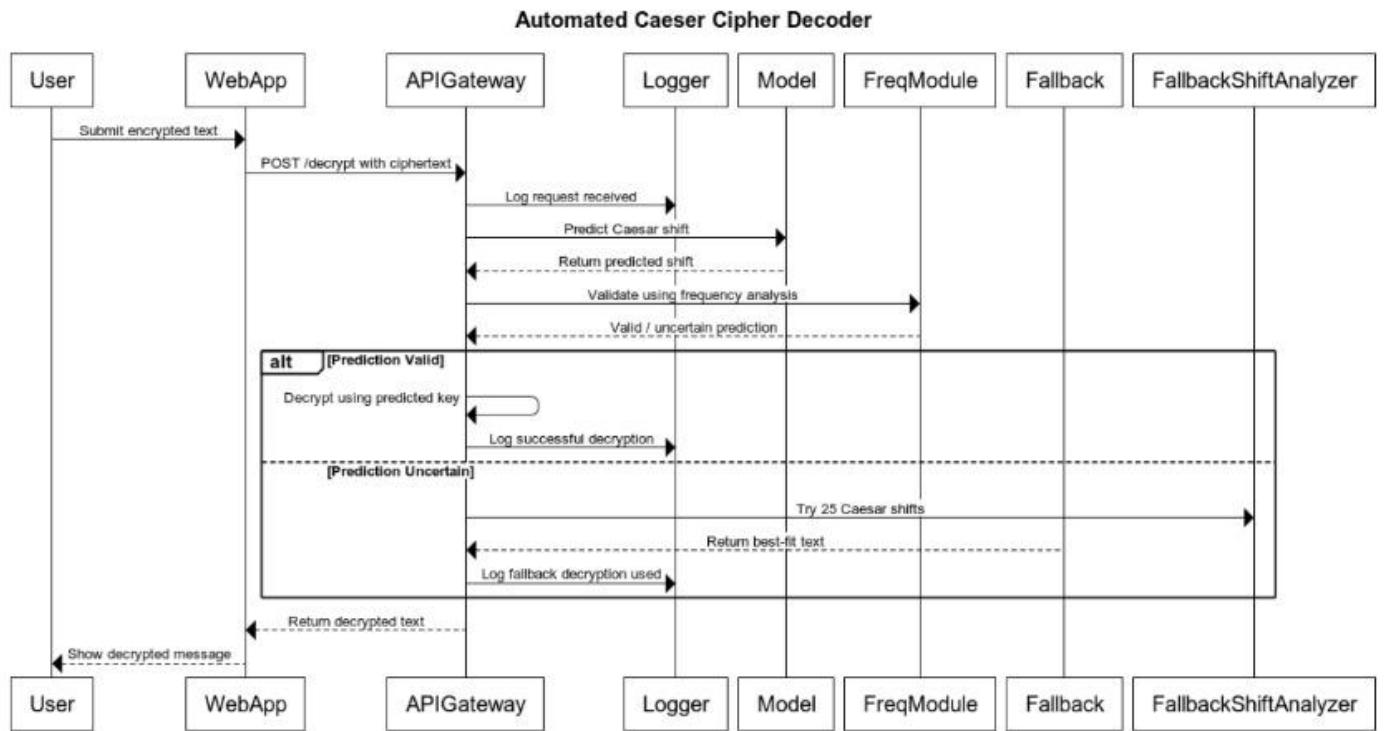 Automated Caeser Cipher Decoder
User WebApp APIGateway Logger Model FreqModule Fallback FallbackShiftAnalyzer
Submit encrypted text
POST /decrypt with ciphertext
Log request received
Predict Caesar shift
Return predicted shift
Validate using frequency analysis
Valid / uncertain prediction
alt [Prediction Valid]
Decrypt using predicted key
Log successful decryption
[Prediction Uncertain]
Try 25 Caesar shifts
Return best-fit text
Log fallback decryption used
Return decrypted text
Show decrypted message
User WebApp APIGateway Logger Model FreqModule Fallback FallbackShiftAnalyzer